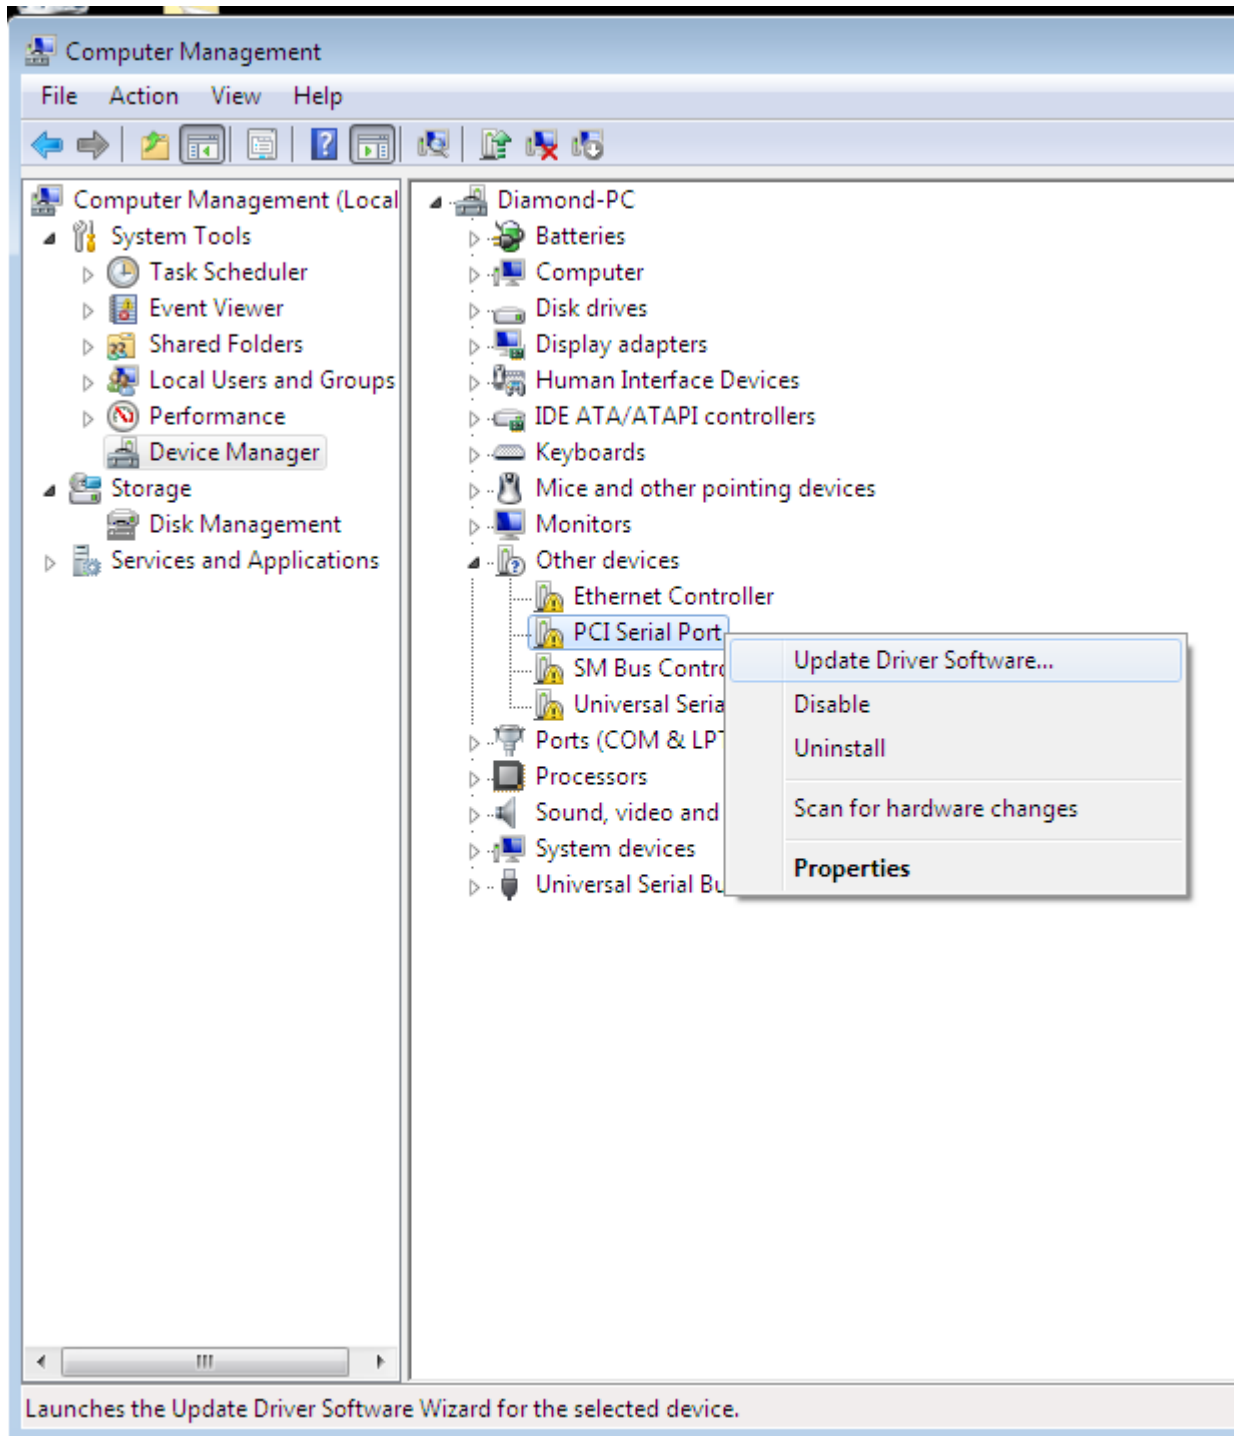 Computer Management
File Action View Help
Computer Management (Local
System Tools
Task Scheduler
Event Viewer
Shared Folders
Local Users and Groups
Performance
Device Manager
Storage
Disk Management
Services and Applications
Diamond-PC
Batteries
Computer
Disk drives
Display adapters
Human Interface Devices
IDE ATA/ATAPI controllers
Keyboards
Mice and other pointing devices
Monitors
Other devices
Ethernet Controller
PCI Serial Port
SM Bus Contro
Universal Seria
Ports (COM & LPT
Processors
Sound, video and
System devices
Universal Serial Bu
Update Driver Software...
Disable
Uninstall
Scan for hardware changes
Properties
Launches the Update Driver Software Wizard for the selected device.